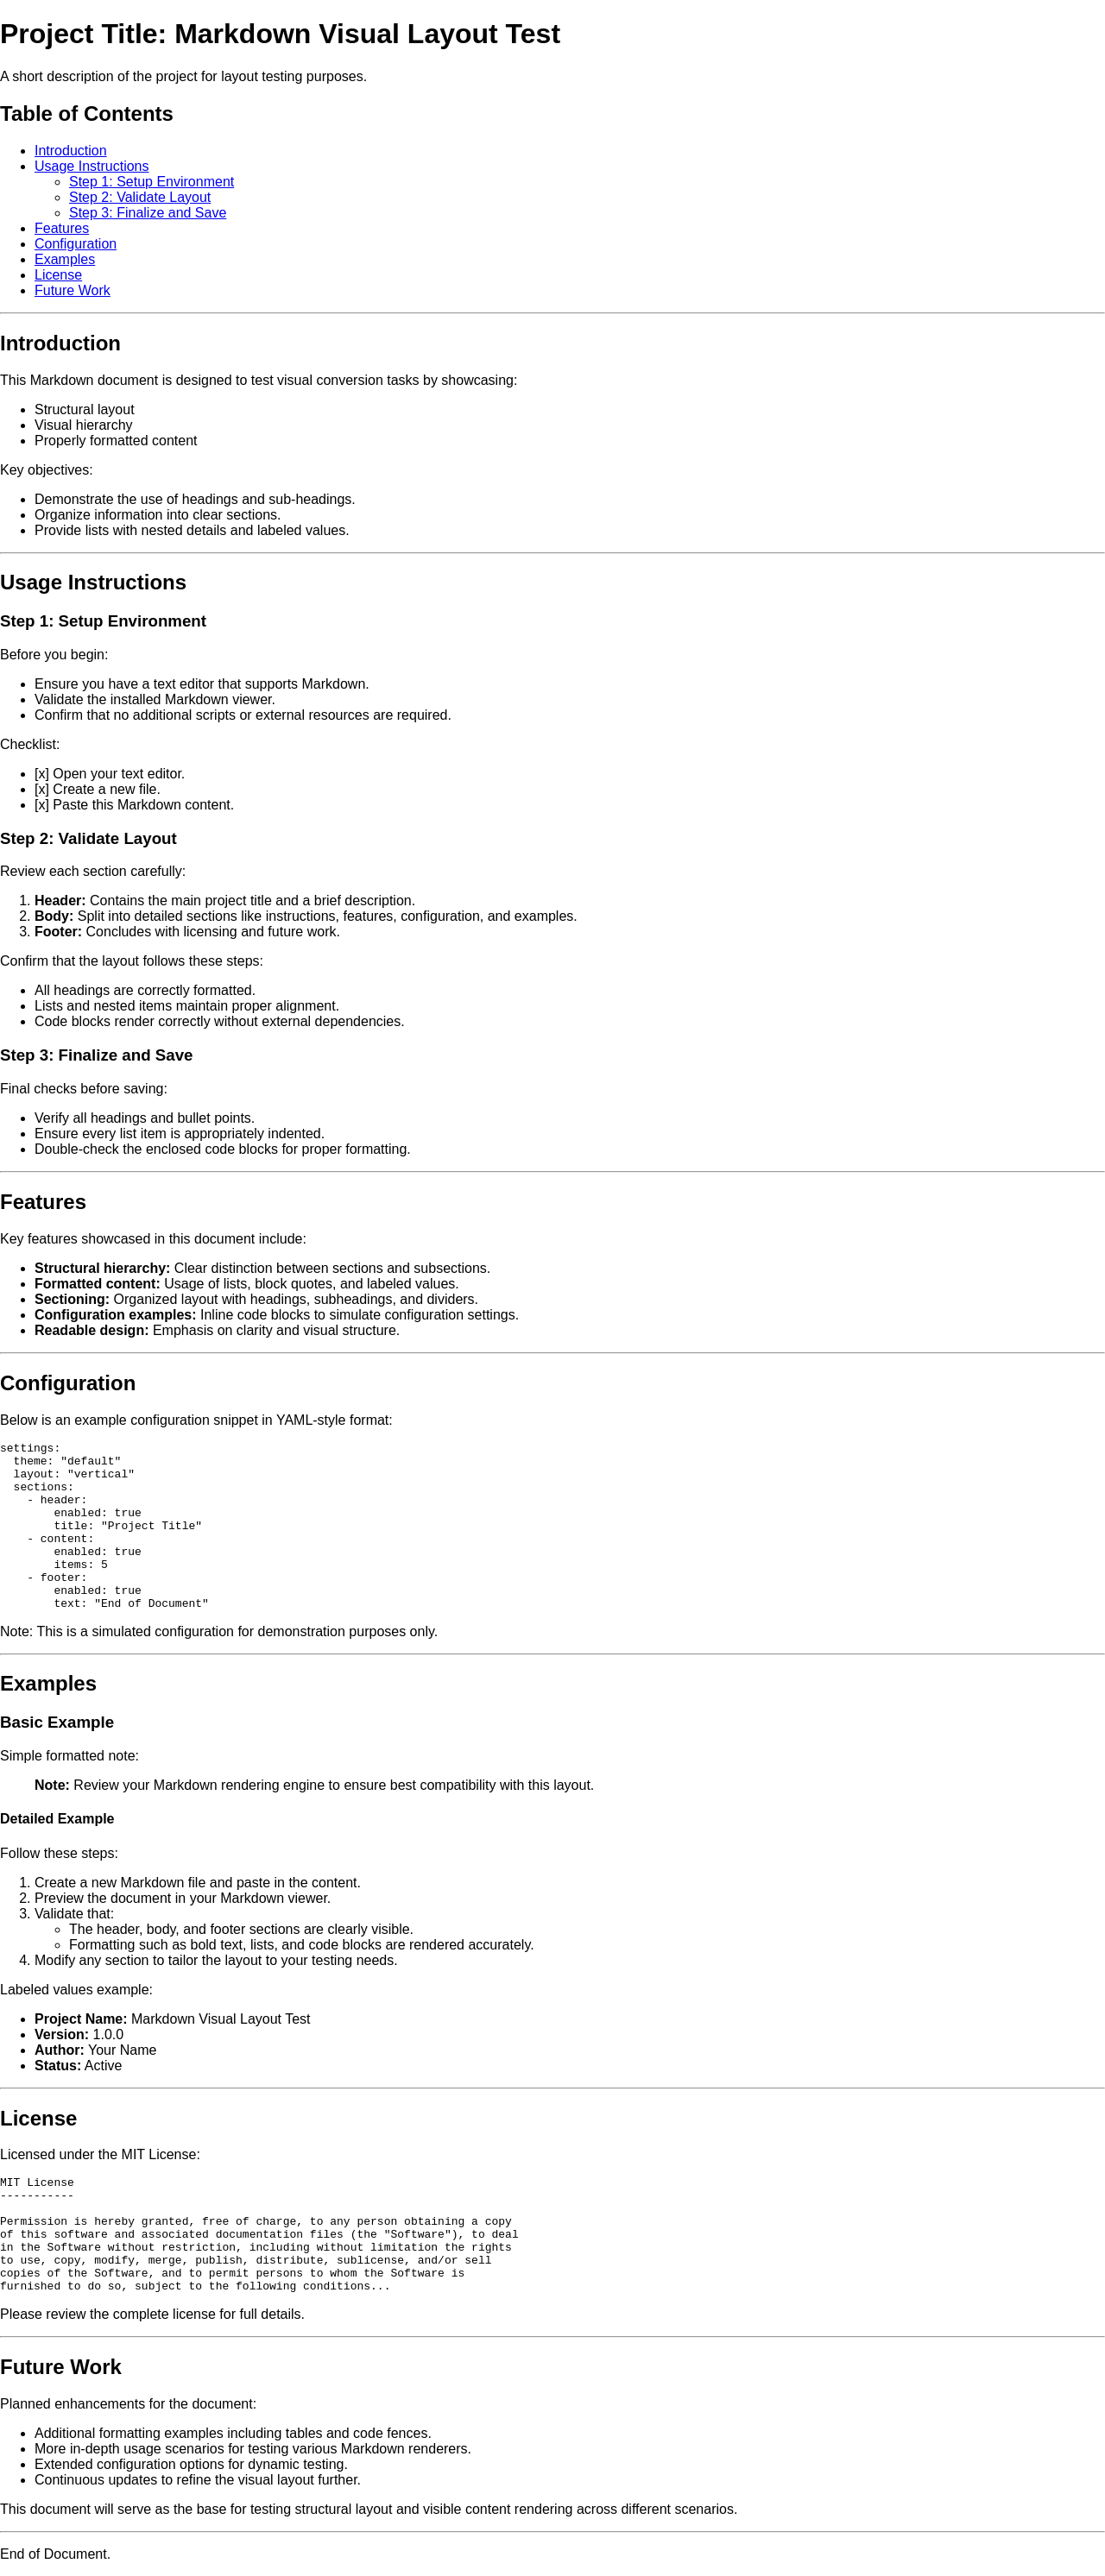 Project Title: Markdown Visual Layout Test
A short description of the project for layout testing purposes.
Table of Contents
• Introduction
• Usage Instructions
◦ Step 1: Setup Environment
◦ Step 2: Validate Layout
◦ Step 3: Finalize and Save
• Features
• Configuration
• Examples
• License
• Future Work
Introduction
This Markdown document is designed to test visual conversion tasks by showcasing:
• Structural layout
• Visual hierarchy
• Properly formatted content
Key objectives:
• Demonstrate the use of headings and sub-headings.
• Organize information into clear sections.
• Provide lists with nested details and labeled values.
Usage Instructions
Step 1: Setup Environment
Before you begin:
• Ensure you have a text editor that supports Markdown.
• Validate the installed Markdown viewer.
• Confirm that no additional scripts or external resources are required.
Checklist:
• [x] Open your text editor.
• [x] Create a new file.
• [x] Paste this Markdown content.
Step 2: Validate Layout
Review each section carefully:
1. Header: Contains the main project title and a brief description.
2. Body: Split into detailed sections like instructions, features, configuration, and examples.
3. Footer: Concludes with licensing and future work.
Confirm that the layout follows these steps:
• All headings are correctly formatted.
• Lists and nested items maintain proper alignment.
• Code blocks render correctly without external dependencies.
Step 3: Finalize and Save
Final checks before saving:
• Verify all headings and bullet points.
• Ensure every list item is appropriately indented.
• Double-check the enclosed code blocks for proper formatting.
Features
Key features showcased in this document include:
• Structural hierarchy: Clear distinction between sections and subsections.
• Formatted content: Usage of lists, block quotes, and labeled values.
• Sectioning: Organized layout with headings, subheadings, and dividers.
• Configuration examples: Inline code blocks to simulate configuration settings.
• Readable design: Emphasis on clarity and visual structure.
Configuration
Below is an example configuration snippet in YAML-style format:
settings:
  theme: "default"
  layout: "vertical"
  sections:
    - header:
        enabled: true
        title: "Project Title"
    - content:
        enabled: true
        items: 5
    - footer:
        enabled: true
        text: "End of Document"
Note: This is a simulated configuration for demonstration purposes only.
Examples
Basic Example
Simple formatted note:
Note: Review your Markdown rendering engine to ensure best compatibility with this layout.
Detailed Example
Follow these steps:
1. Create a new Markdown file and paste in the content.
2. Preview the document in your Markdown viewer.
3. Validate that:
◦ The header, body, and footer sections are clearly visible.
◦ Formatting such as bold text, lists, and code blocks are rendered accurately.
4. Modify any section to tailor the layout to your testing needs.
Labeled values example:
• Project Name: Markdown Visual Layout Test
• Version: 1.0.0
• Author: Your Name
• Status: Active
License
Licensed under the MIT License:
MIT License
-----------
Permission is hereby granted, free of charge, to any person obtaining a copy
of this software and associated documentation files (the "Software"), to deal
in the Software without restriction, including without limitation the rights
to use, copy, modify, merge, publish, distribute, sublicense, and/or sell
copies of the Software, and to permit persons to whom the Software is
furnished to do so, subject to the following conditions...
Please review the complete license for full details.
Future Work
Planned enhancements for the document:
• Additional formatting examples including tables and code fences.
• More in-depth usage scenarios for testing various Markdown renderers.
• Extended configuration options for dynamic testing.
• Continuous updates to refine the visual layout further.
This document will serve as the base for testing structural layout and visible content rendering across different scenarios.
End of Document.